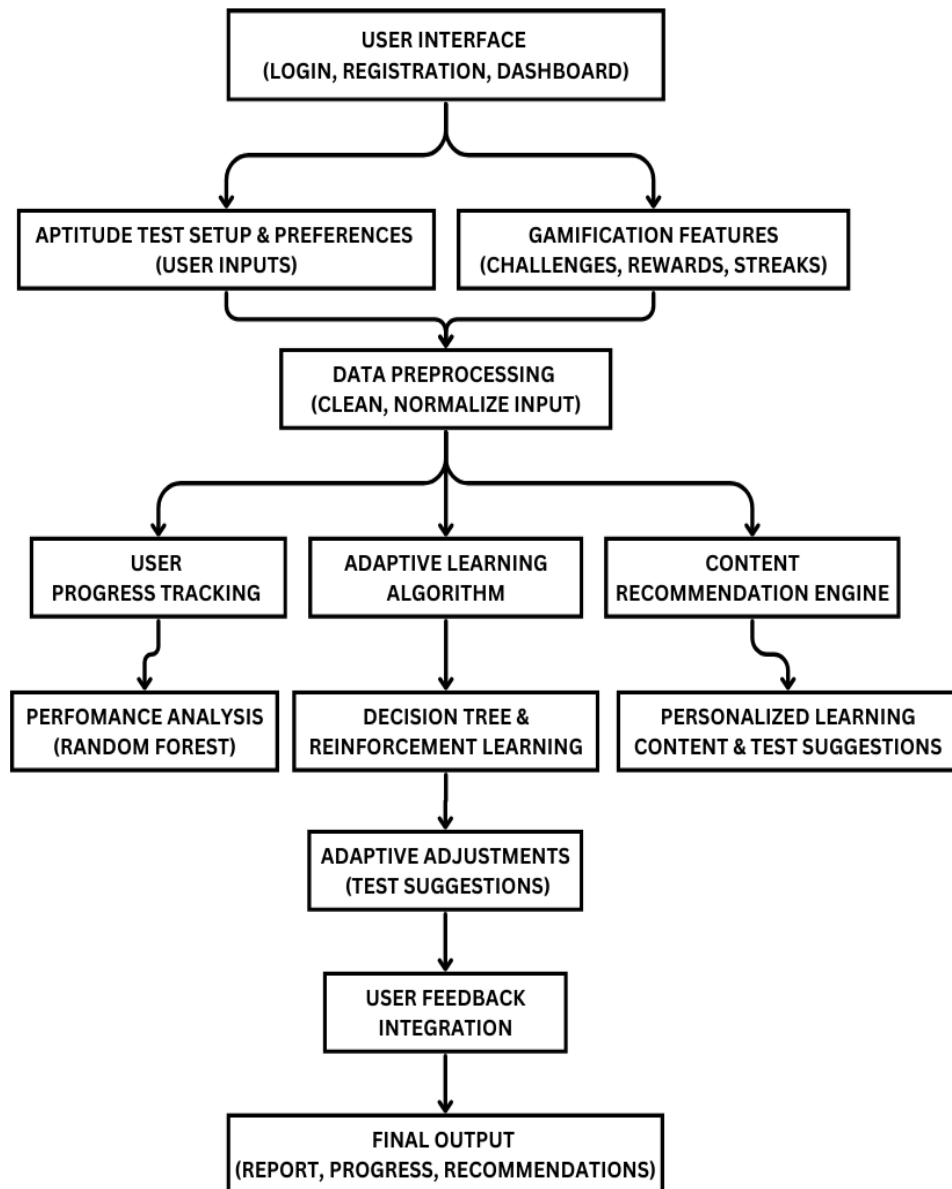 USER INTERFACE
(LOGIN, REGISTRATION, DASHBOARD)
APTITUDE TEST SETUP & PREFERENCES
(USER INPUTS)
GAMIFICATION FEATURES
(CHALLENGES, REWARDS, STREAKS)
DATA PREPROCESSING
(CLEAN, NORMALIZE INPUT)
USER
PROGRESS TRACKING
ADAPTIVE LEARNING
ALGORITHM
CONTENT
RECOMMENDATION ENGINE
PERFOMANCE ANALYSIS
(RANDOM FOREST)
DECISION TREE &
REINFORCEMENT LEARNING
PERSONALIZED LEARNING
CONTENT & TEST SUGGESTIONS
ADAPTIVE ADJUSTMENTS
(TEST SUGGESTIONS)
USER FEEDBACK
INTEGRATION
FINAL OUTPUT
(REPORT, PROGRESS, RECOMMENDATIONS)